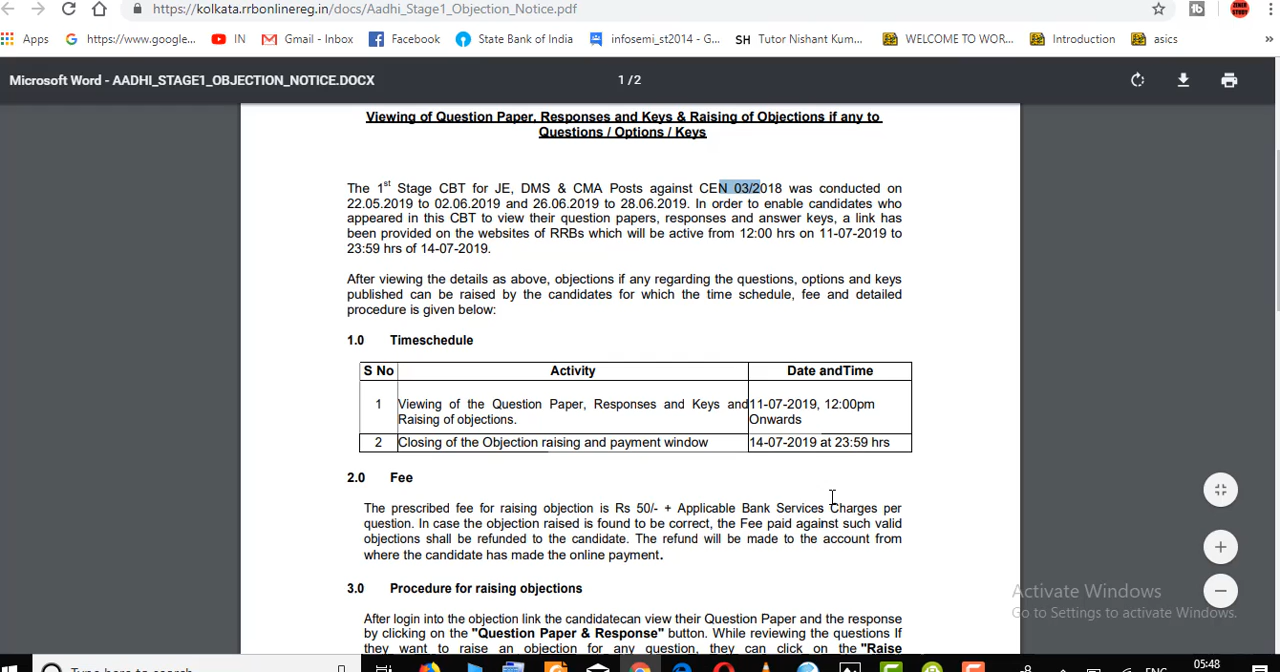 https://kolkata.rrbonlinereg.in/docs/Aadhi_Stage1_Objection_Notice.pdf
Apps https://www.google... IN Gmail - Inbox Facebook State Bank of India infosemi_st2014 - G... SH Tutor Nishant Kum... WELCOME TO WOR... Introduction asics »
Microsoft Word - AADHI_STAGE1_OBJECTION_NOTICE.DOCX 1 / 2
Viewing of Question Paper, Responses and Keys & Raising of Objections if any to
Questions / Options / Keys
The 1st Stage CBT for JE, DMS & CMA Posts against CEN 03/2018 was conducted on
22.05.2019 to 02.06.2019 and 26.06.2019 to 28.06.2019. In order to enable candidates who
appeared in this CBT to view their question papers, responses and answer keys, a link has
been provided on the websites of RRBs which will be active from 12:00 hrs on 11-07-2019 to
23:59 hrs of 14-07-2019.
After viewing the details as above, objections if any regarding the questions, options and keys
published can be raised by the candidates for which the time schedule, fee and detailed
procedure is given below:
1.0 Timeschedule
S No Activity Date andTime
1 Viewing of the Question Paper, Responses and Keys and 11-07-2019, 12:00pm
Raising of objections. Onwards
2 Closing of the Objection raising and payment window 14-07-2019 at 23:59 hrs
2.0 Fee
The prescribed fee for raising objection is Rs 50/- + Applicable Bank Services Charges per
question. In case the objection raised is found to be correct, the Fee paid against such valid
objections shall be refunded to the candidate. The refund will be made to the account from
where the candidate has made the online payment.
3.0 Procedure for raising objections
After login into the objection link the candidatecan view their Question Paper and the response
by clicking on the "Question Paper & Response" button. While reviewing the questions If
they want to raise an objection for any question, they can click on the "Raise
Activate Windows
Go to Settings to activate Windows.
Type here to search
05:48